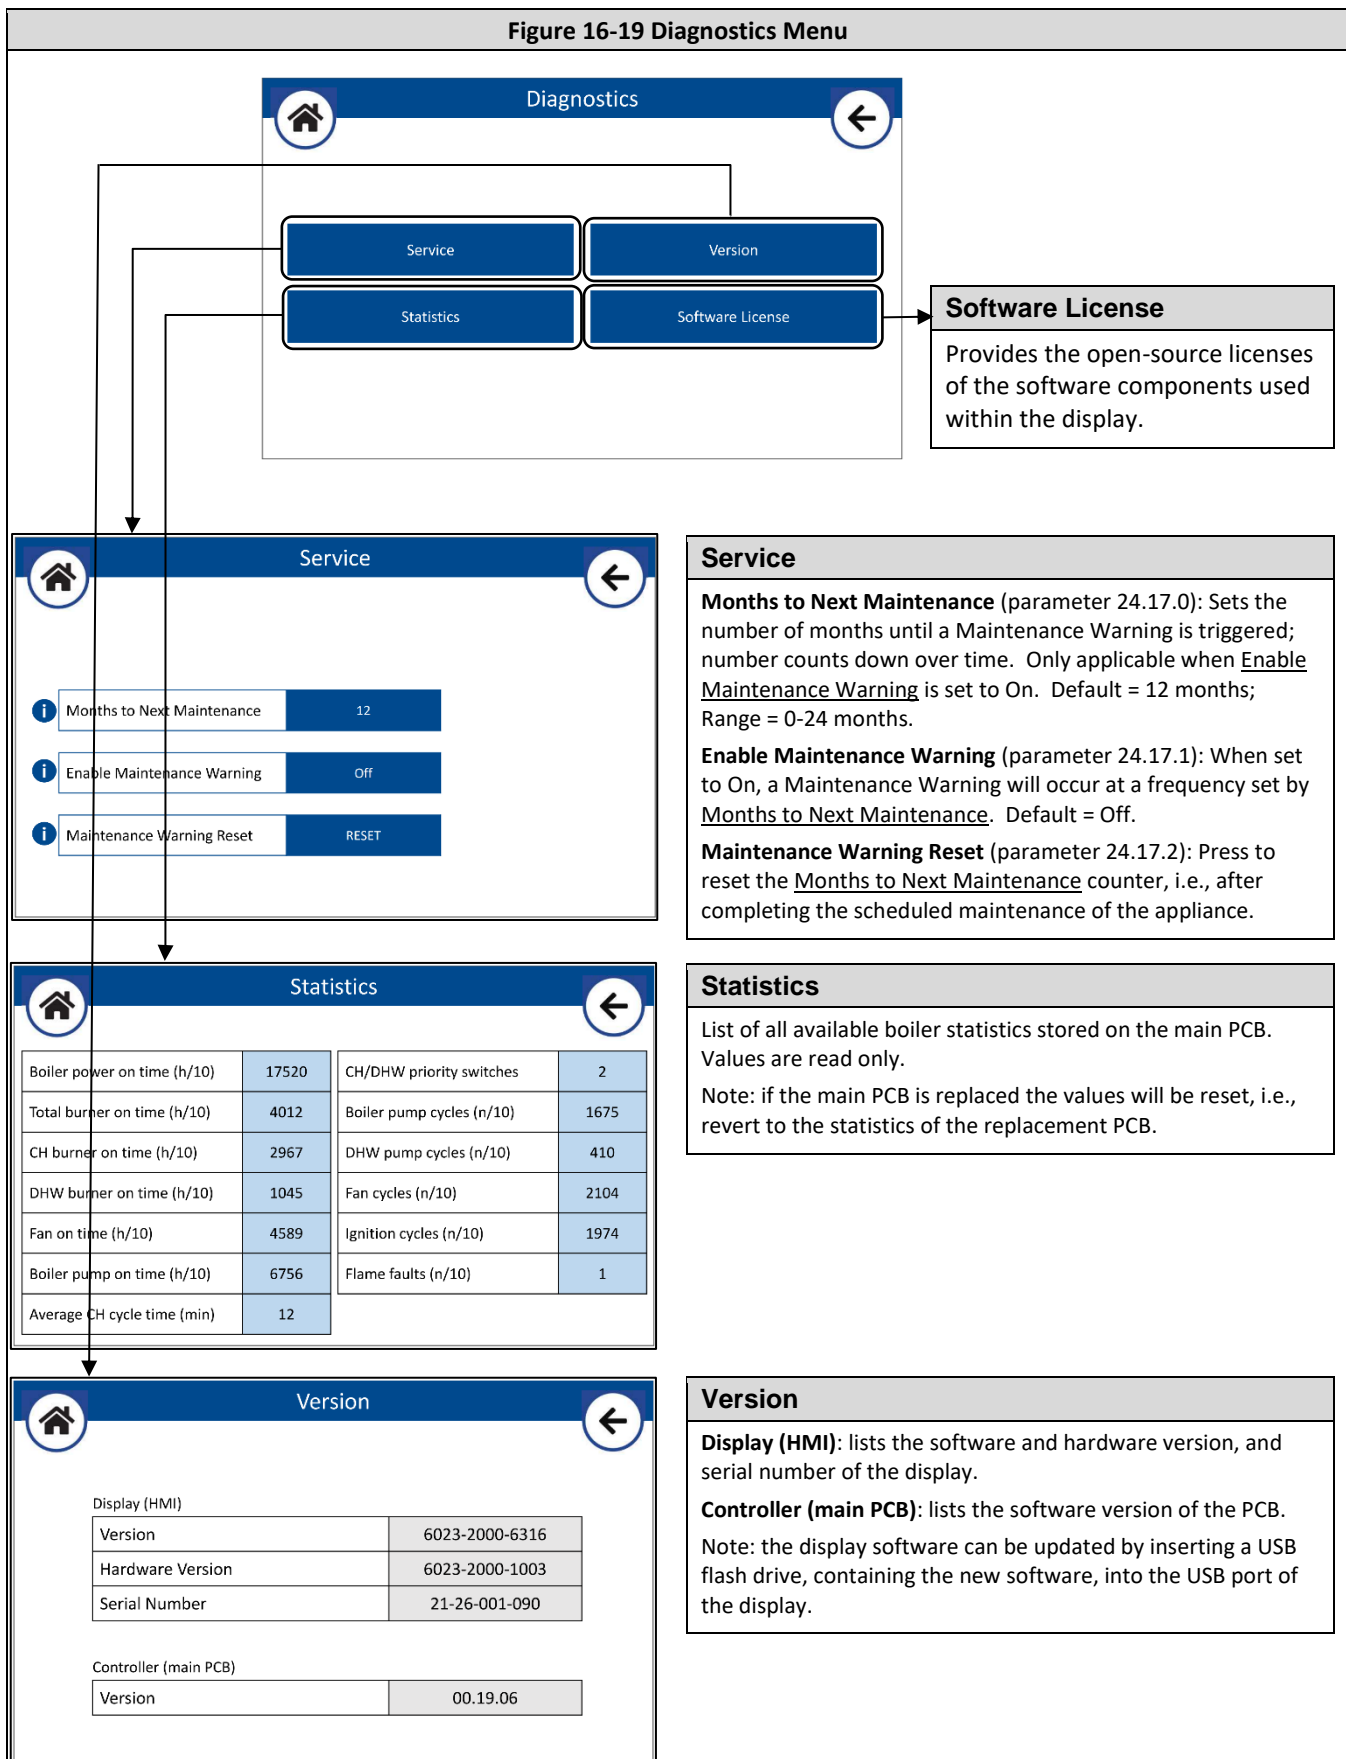 Figure 16-19 Diagnostics Menu
Diagnostics
Service
Version
Statistics
Software License
Software License
Provides the open-source licenses
of the software components used
within the display.
Service
Months to Next Maintenance 12
Enable Maintenance Warning Off
Maintenance Warning Reset RESET
Service
Months to Next Maintenance (parameter 24.17.0): Sets the
number of months until a Maintenance Warning is triggered;
number counts down over time. Only applicable when Enable
Maintenance Warning is set to On. Default = 12 months;
Range = 0-24 months.
Enable Maintenance Warning (parameter 24.17.1): When set
to On, a Maintenance Warning will occur at a frequency set by
Months to Next Maintenance. Default = Off.
Maintenance Warning Reset (parameter 24.17.2): Press to
reset the Months to Next Maintenance counter, i.e., after
completing the scheduled maintenance of the appliance.
Statistics
Boiler power on time (h/10) 17520 CH/DHW priority switches 2
Total burner on time (h/10) 4012 Boiler pump cycles (n/10) 1675
CH burner on time (h/10) 2967 DHW pump cycles (n/10) 410
DHW burner on time (h/10) 1045 Fan cycles (n/10) 2104
Fan on time (h/10) 4589 Ignition cycles (n/10) 1974
Boiler pump on time (h/10) 6756 Flame faults (n/10) 1
Average CH cycle time (min) 12
Statistics
List of all available boiler statistics stored on the main PCB.
Values are read only.
Note: if the main PCB is replaced the values will be reset, i.e.,
revert to the statistics of the replacement PCB.
Version
Display (HMI)
Version 6023-2000-6316
Hardware Version 6023-2000-1003
Serial Number 21-26-001-090
Controller (main PCB)
Version 00.19.06
Version
Display (HMI): lists the software and hardware version, and
serial number of the display.
Controller (main PCB): lists the software version of the PCB.
Note: the display software can be updated by inserting a USB
flash drive, containing the new software, into the USB port of
the display.